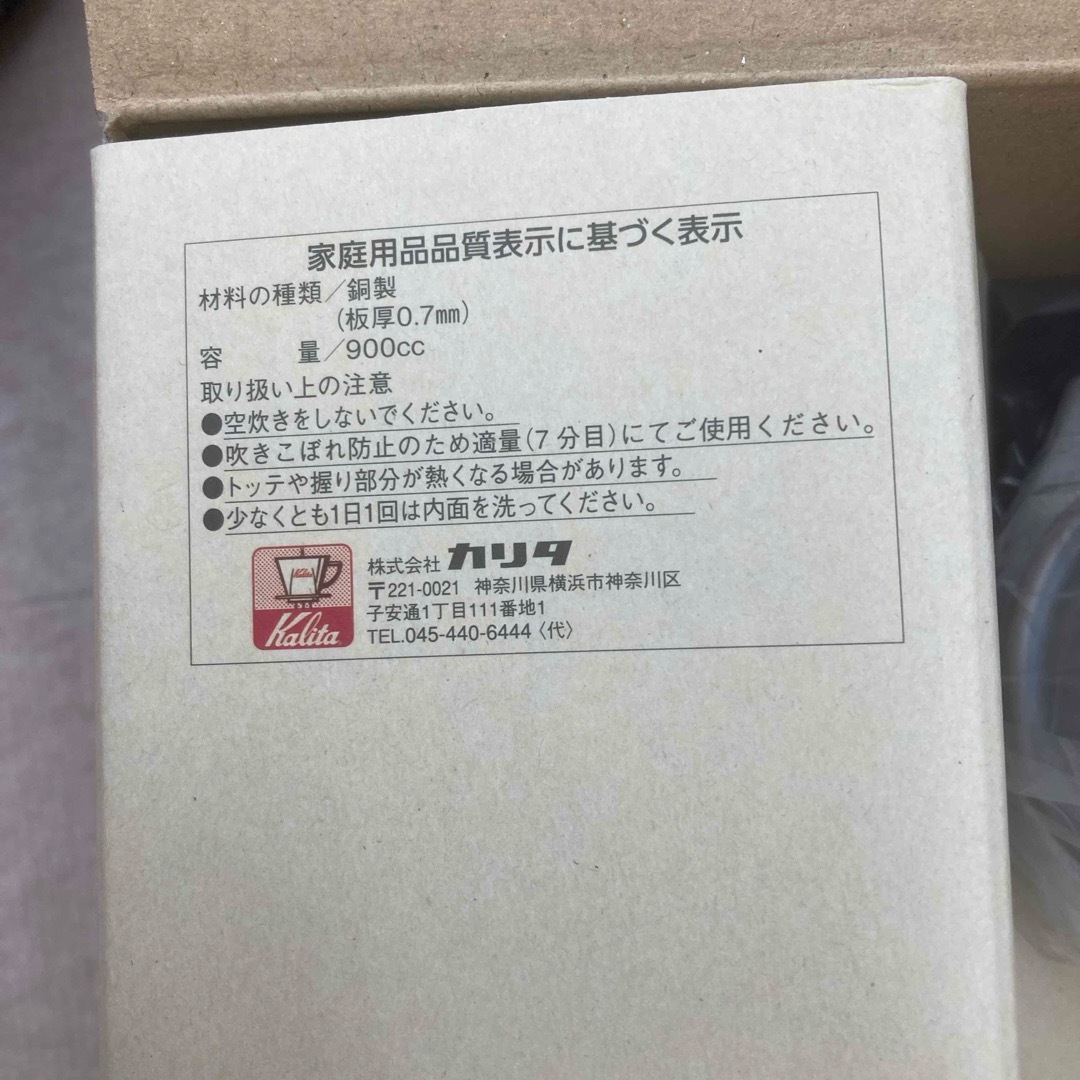 家庭用品品質表示に基づく表示
材料の種類／銅製
(板厚0.7㎜)
容　　　量／900cc
取り扱い上の注意
●空炊きをしないでください。
●吹きこぼれ防止のため適量(7分目)にてご使用ください。
●トッテや握り部分が熱くなる場合があります。
●少なくとも1日1回は内面を洗ってください。
株式会社 カリタ
〒221-0021 神奈川県横浜市神奈川区
子安通1丁目111番地1
TEL.045-440-6444〈代〉
Kalita